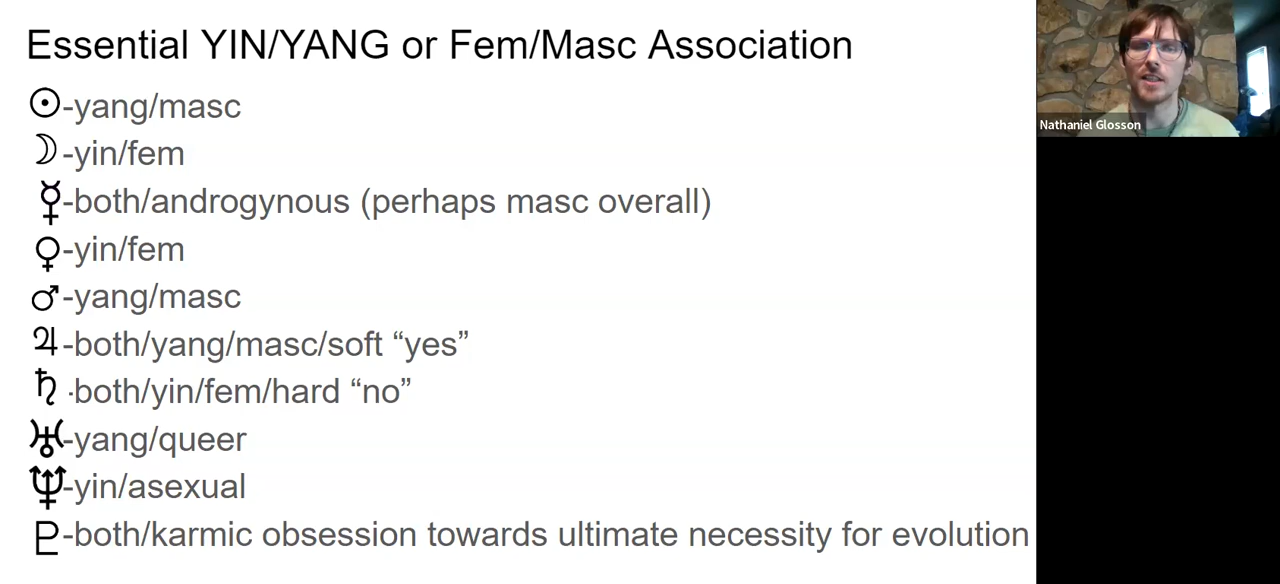 Essential YIN/YANG or Fem/Masc Association
☉-yang/masc
☽-yin/fem
☿-both/androgynous (perhaps masc overall)
♀-yin/fem
♂-yang/masc
♃-both/yang/masc/soft “yes”
♄-both/yin/fem/hard “no”
♅-yang/queer
♆-yin/asexual
♇-both/karmic obsession towards ultimate necessity for evolution
Nathaniel Glosson